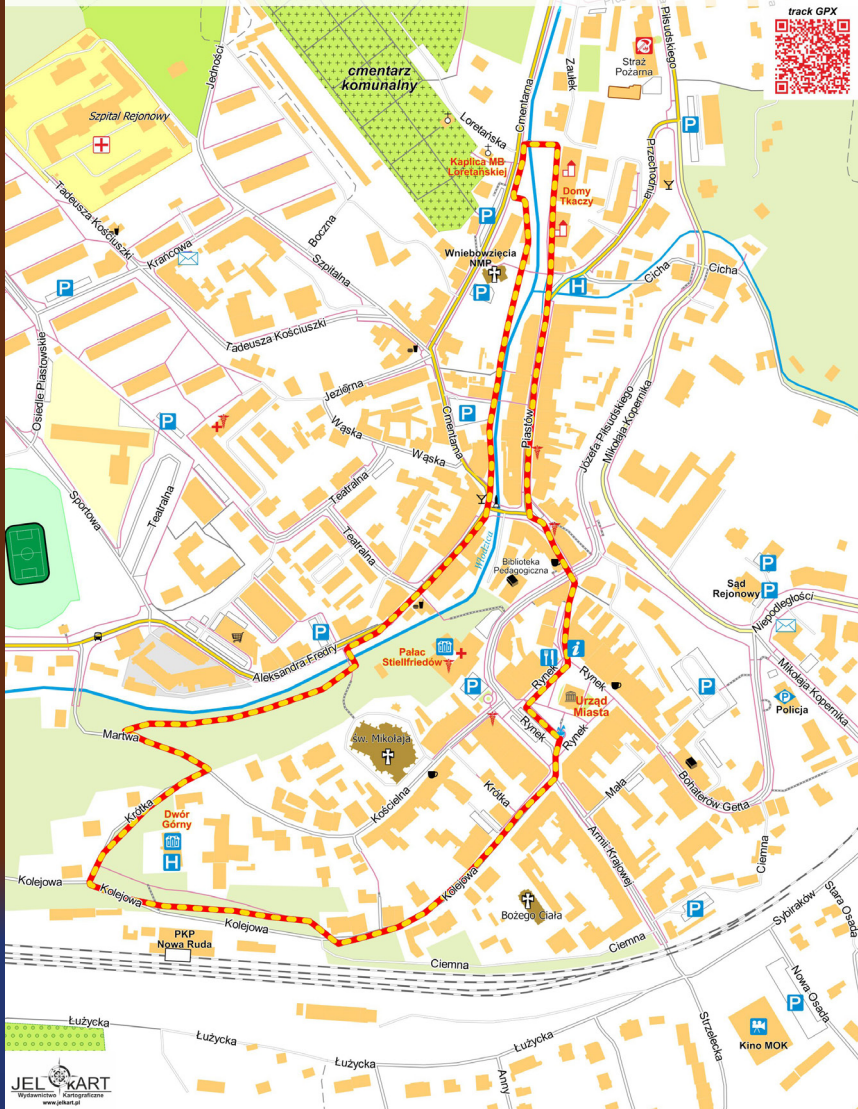 track GPX
Piłsudskiego
Straż
Pożarna
Zaułek
Jedności
cmentarz
komunalny
Cmentarna
Szpital Rejonowy
Loretańska
Przechodnia
Kaplica MB
Loretańskiej
Domy
Tkaczy
P
P
Tadeusza Kościuszki
Boczna
Krańcowa
Szpitalna
Wniebowzięcia
NMP
Cicha
Cicha
P
P
H
Tadeusza Kościuszki
Osiedle Piastowskie
Jeziorna
Cmentarna
P
P
Piastów
Józefa Piłsudskiego
Mikołaja Kopernika
Wąska
Wąska
Sportowa
Teatralna
Teatralna
Teatralna
Włodzica
Biblioteka
Pedagogiczna
Sąd
Rejonowy
P
P
Niepodległości
P
Aleksandra Fredry
Pałac
Stiellfriedów
i
Rynek
Rynek
Urząd
Miasta
P
P
Mikołaja Kopernika
P
Policja
Martwa
św. Mikołaja
Rynek
Rynek
Krótka
Kościelna
Krótka
Mała
Bohaterów Getta
Dwór
Górny
H
Armii Krajowej
Ciemna
Kolejowa
Kolejowa
Kolejowa
Kolejowa
Bożego Ciała
P
Sybiraków
Stara Osada
PKP
Nowa Ruda
Ciemna
Ciemna
Nowa Osada
P
Łużycka
Łużycka
Łużycka
Łużycka
Anny
Strzelecka
Kino MOK
JEL KART
Wydawnictwo Kartograficzne
www.jelkart.pl